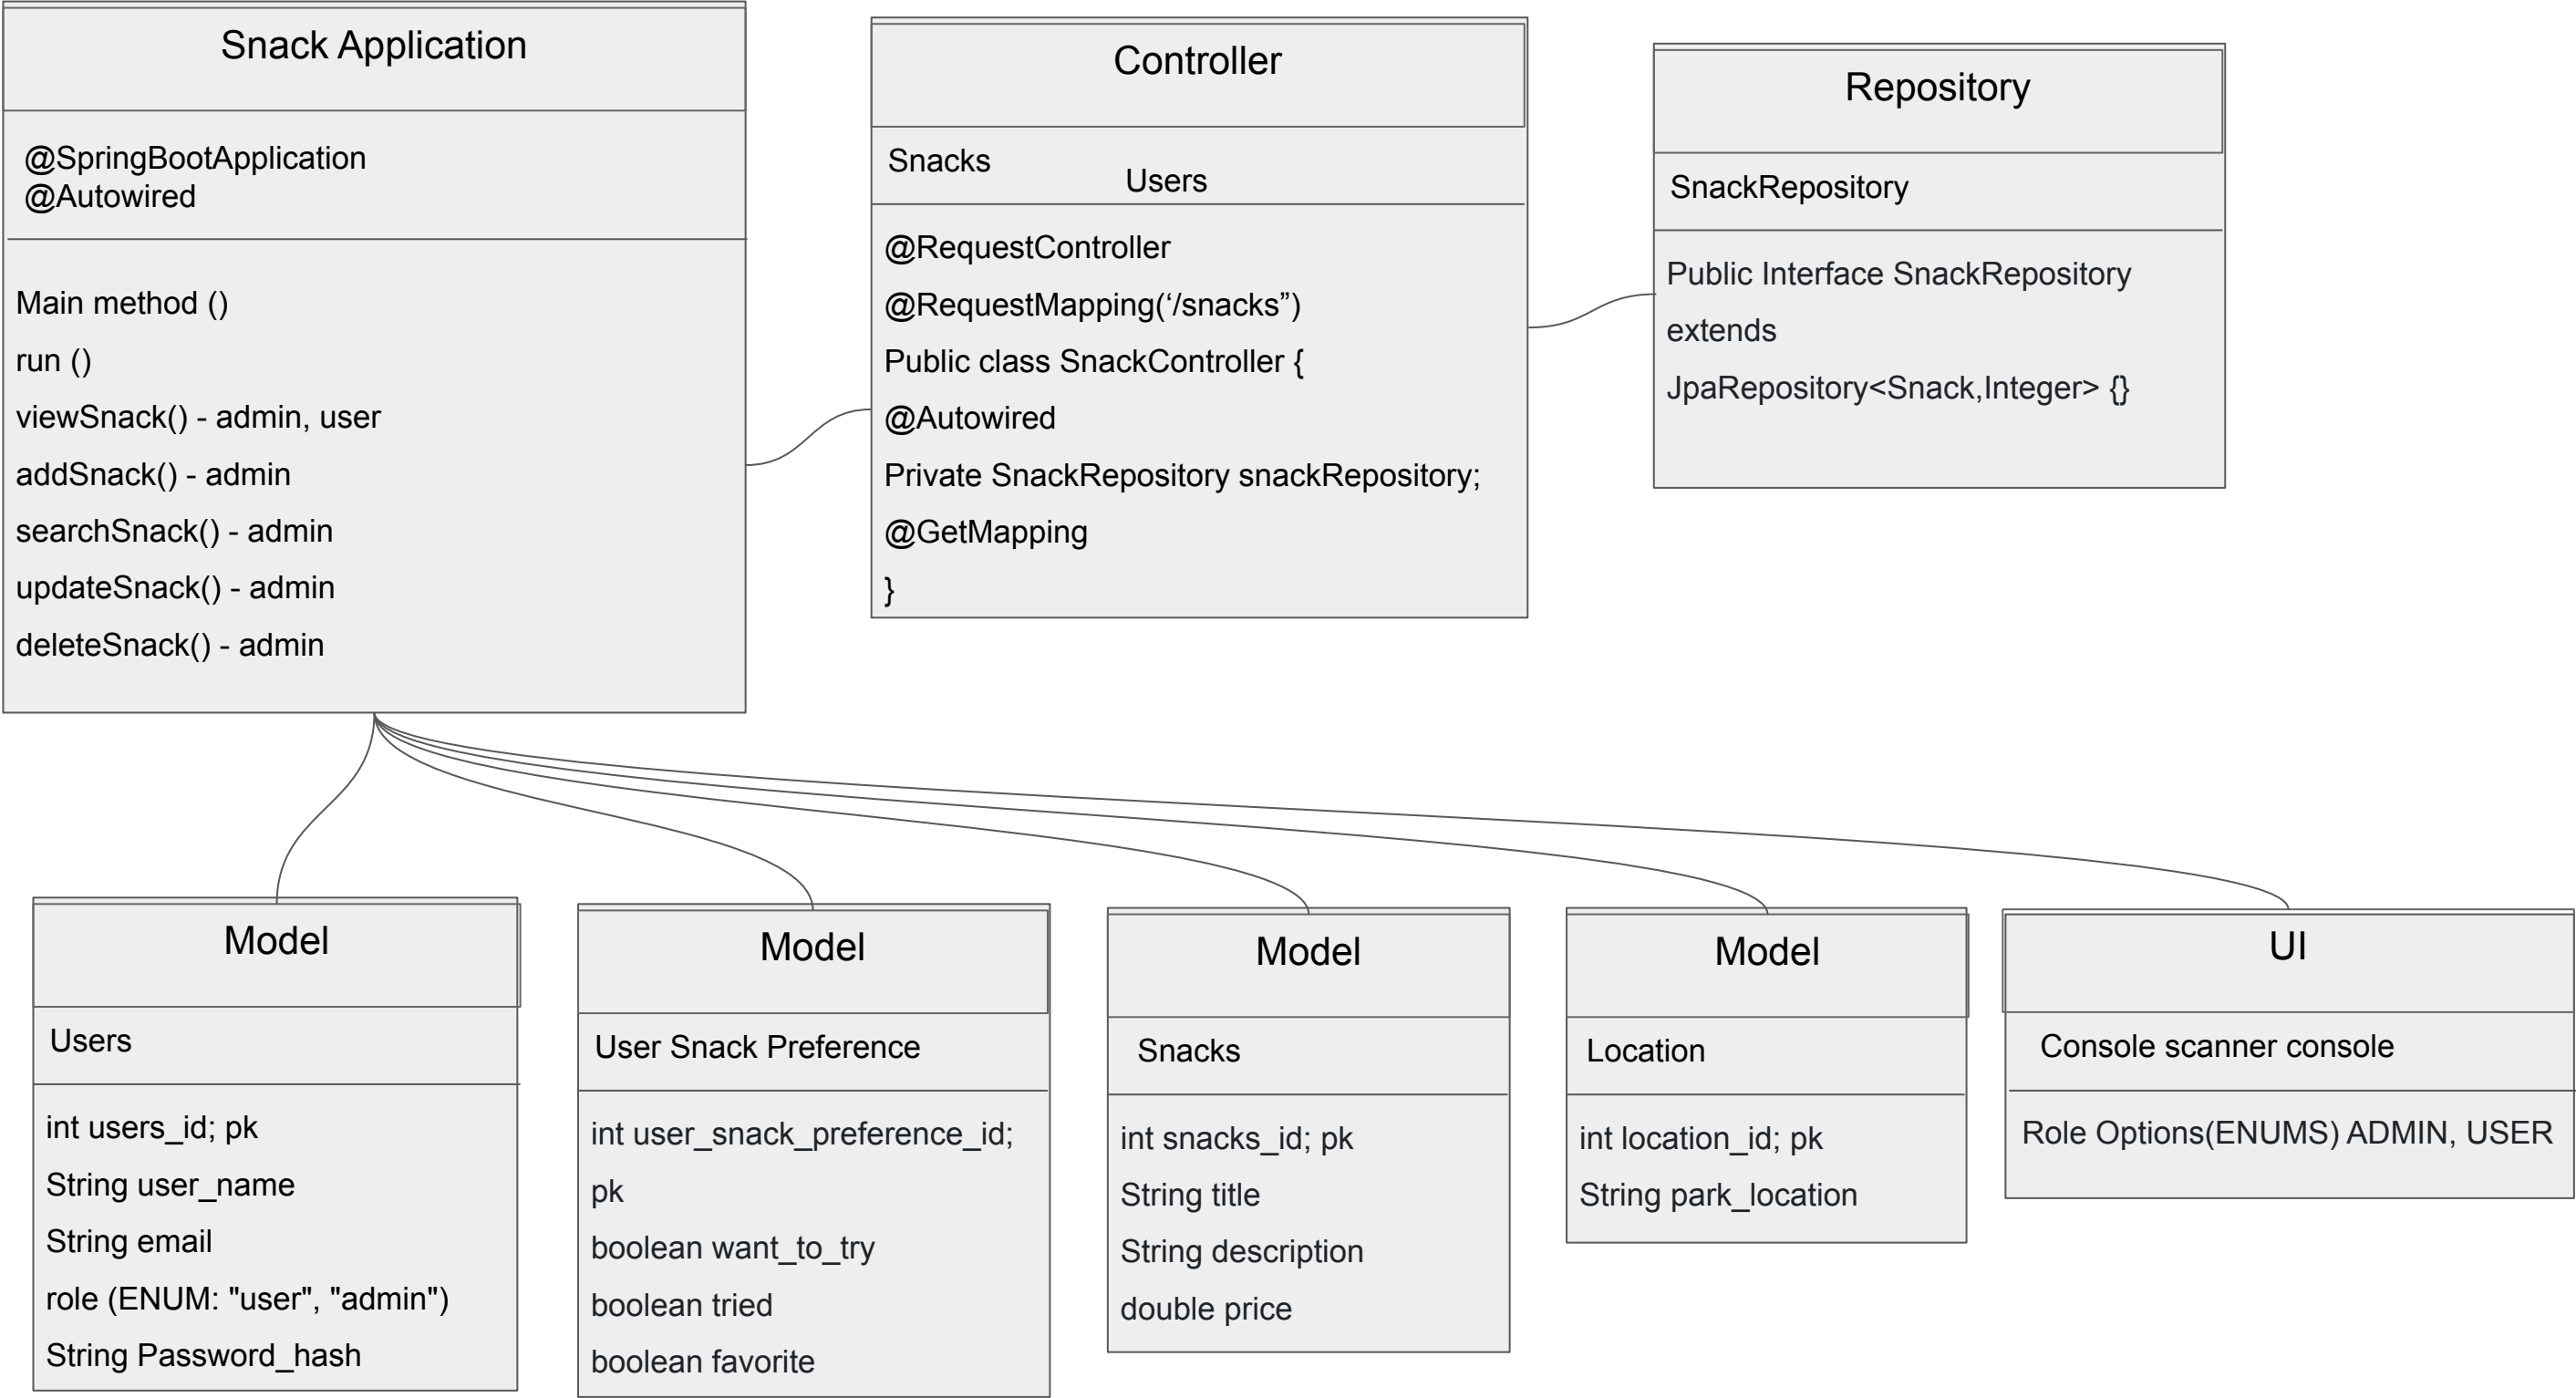 Snack Application
@SpringBootApplication
@Autowired
Main method ()
run ()
viewSnack() - admin, user
addSnack() - admin
searchSnack() - admin
updateSnack() - admin
deleteSnack() - admin
Controller
Snacks
Users
@RequestController
@RequestMapping(‘/snacks”)
Public class SnackController {
@Autowired
Private SnackRepository snackRepository;
@GetMapping
}
Repository
SnackRepository
Public Interface SnackRepository
extends
JpaRepository<Snack,Integer> {}
Model
Users
int users_id; pk
String user_name
String email
role (ENUM: "user", "admin")
String Password_hash
Model
User Snack Preference
int user_snack_preference_id;
pk
boolean want_to_try
boolean tried
boolean favorite
Model
Snacks
int snacks_id; pk
String title
String description
double price
Model
Location
int location_id; pk
String park_location
UI
Console scanner console
Role Options(ENUMS) ADMIN, USER